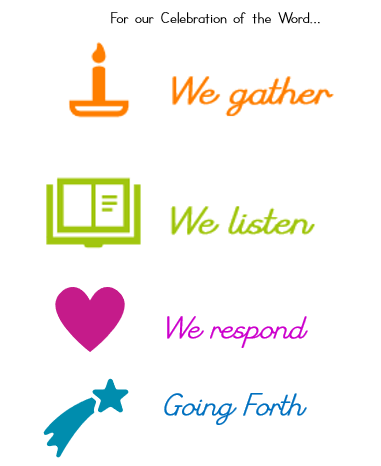 For our Celebration of the Word...
We gather
We listen
We respond
Going Forth